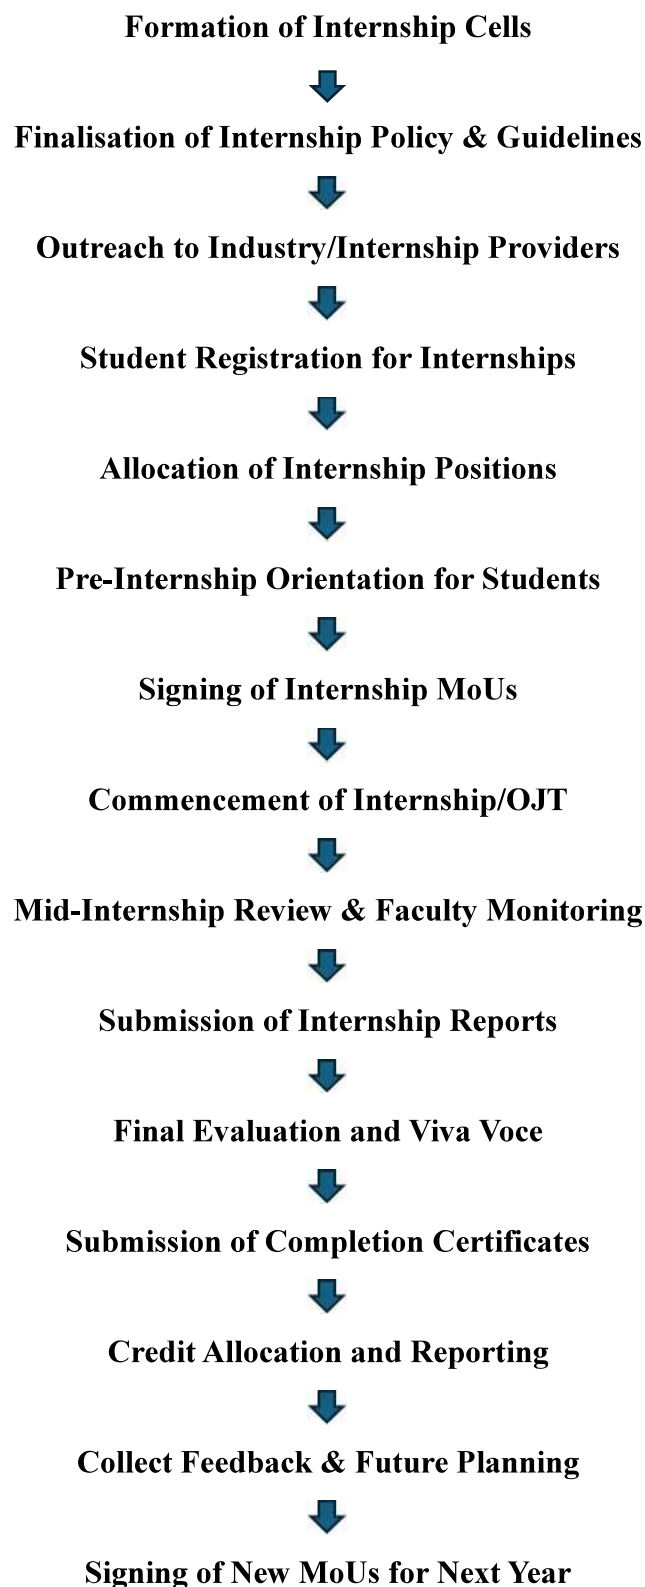 Formation of Internship Cells
Finalisation of Internship Policy & Guidelines
Outreach to Industry/Internship Providers
Student Registration for Internships
Allocation of Internship Positions
Pre-Internship Orientation for Students
Signing of Internship MoUs
Commencement of Internship/OJT
Mid-Internship Review & Faculty Monitoring
Submission of Internship Reports
Final Evaluation and Viva Voce
Submission of Completion Certificates
Credit Allocation and Reporting
Collect Feedback & Future Planning
Signing of New MoUs for Next Year